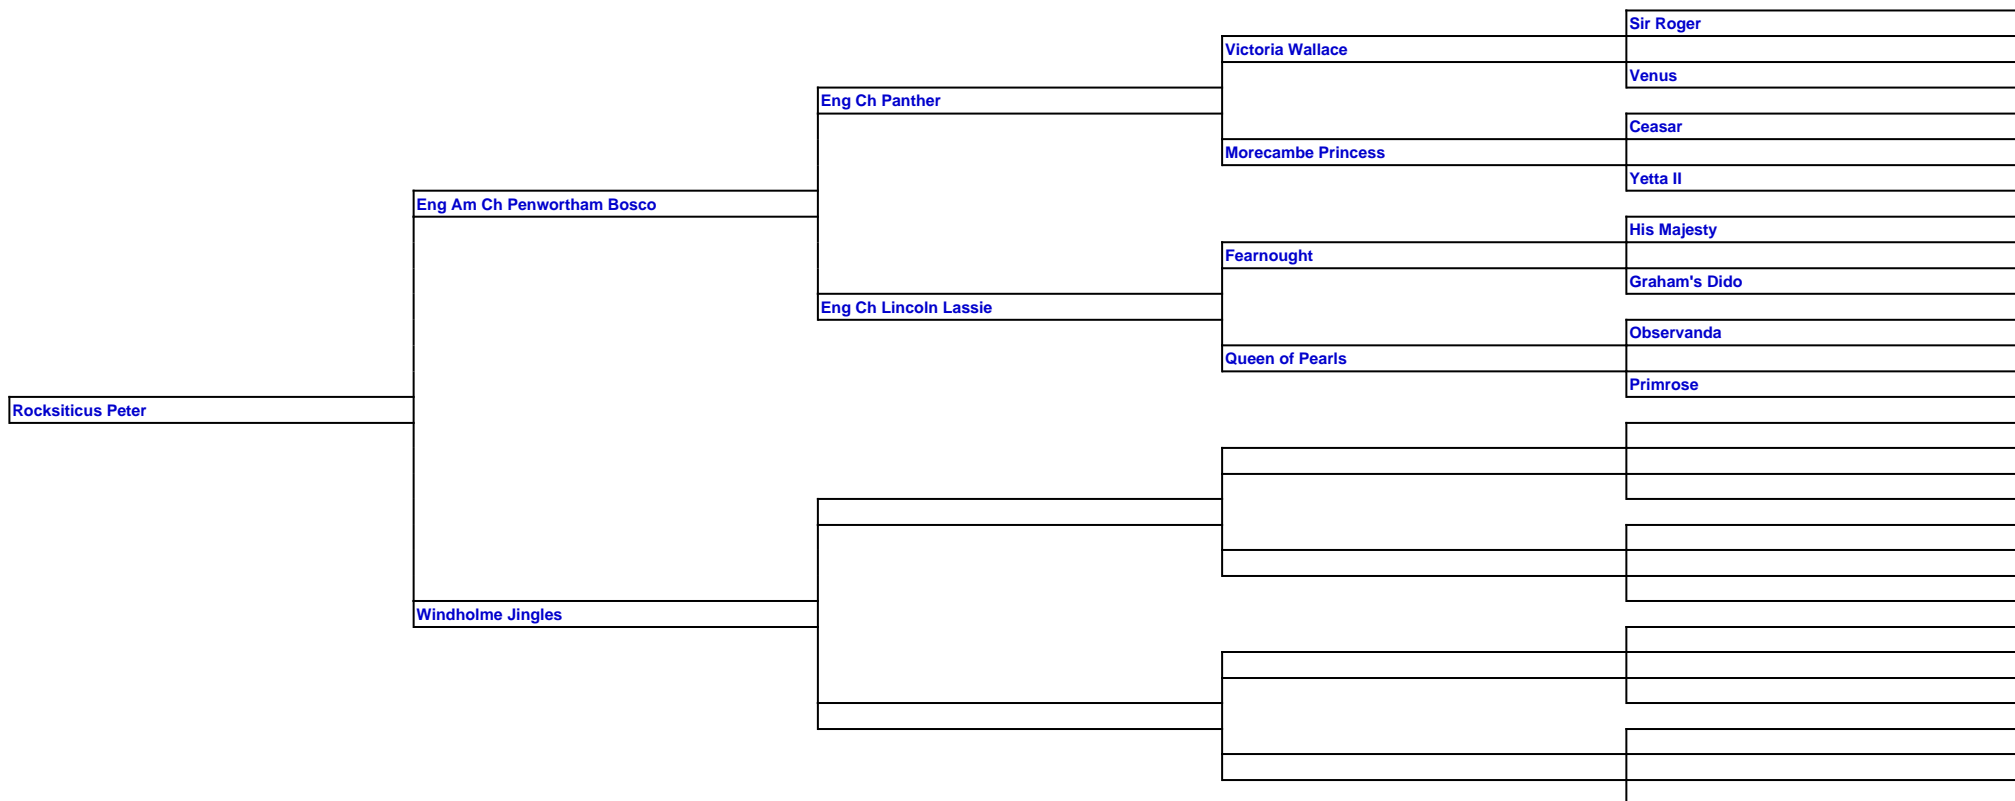 Sir Roger
Victoria Wallace
Venus
Eng Ch Panther
Ceasar
Morecambe Princess
Yetta II
Eng Am Ch Penwortham Bosco
His Majesty
Fearnought
Graham's Dido
Eng Ch Lincoln Lassie
Observanda
Queen of Pearls
Primrose
Rocksiticus Peter
Windholme Jingles